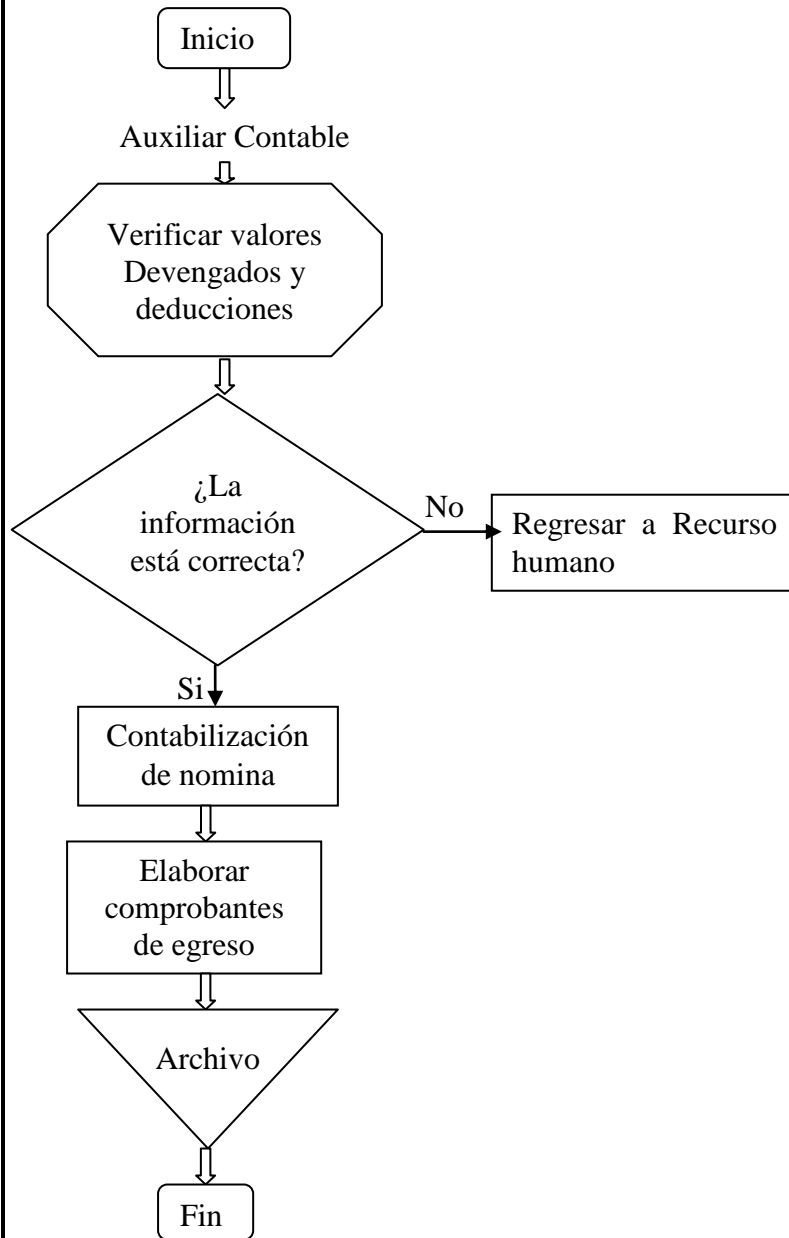 Inicio
Auxiliar Contable
Verificar valores
Devengados y
deducciones
¿La
información
está correcta?
No
Regresar a Recurso
humano
Si
Contabilización
de nomina
Elaborar
comprobantes
de egreso
Archivo
Fin